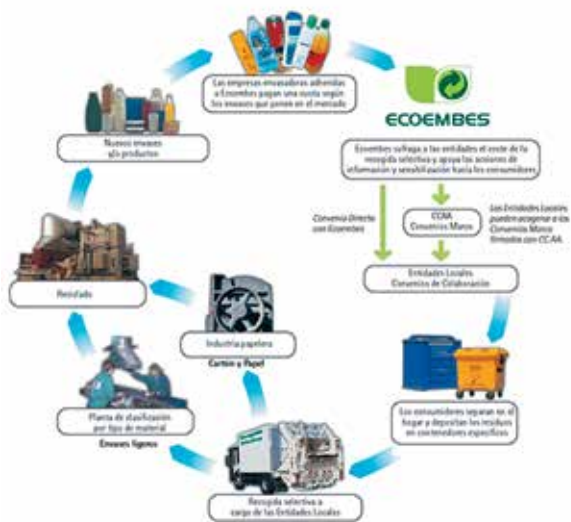 Las empresas envasadoras adheridas
a Ecoembes pagan una cuota según
los envases que ponen en el mercado
ECOEMBES
Ecoembes sufraga a las entidades el coste de la
recogida selectiva y apoya las acciones de
información y sensibilización hacia los consumidores
Convenio Directo
con Ecoembes
CCAA
Convenios Marco
Las Entidades Locales
pueden acogerse a los
Convenios Marco
firmados con CC.AA.
Entidades Locales
Convenios de Colaboración
Los consumidores separan en el
hogar y depositan los residuos
en contenedores específicos
Recogida selectiva a
cargo de las Entidades Locales
Planta de clasificación
por tipo de material
Envases ligeros
Industria papelera
Cartón y Papel
Reciclado
Nuevos envases
y/o productos